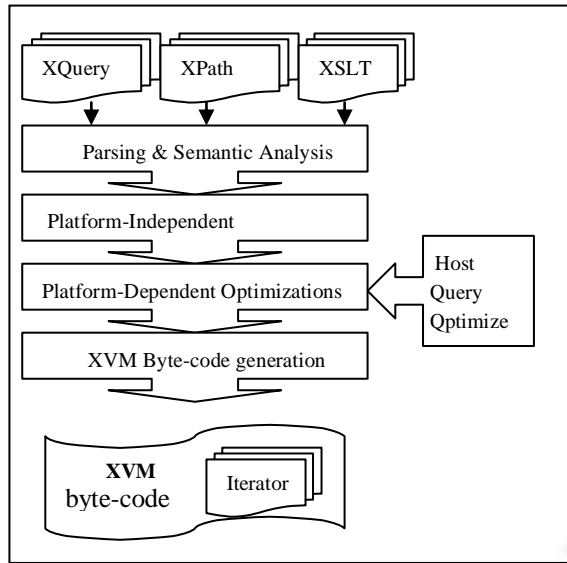 XQuery
XPath
XSLT
Parsing & Semantic Analysis
Platform-Independent
Platform-Dependent Optimizations
Host
Query
Qptimize
XVM Byte-code generation
XVM
byte-code
Iterator